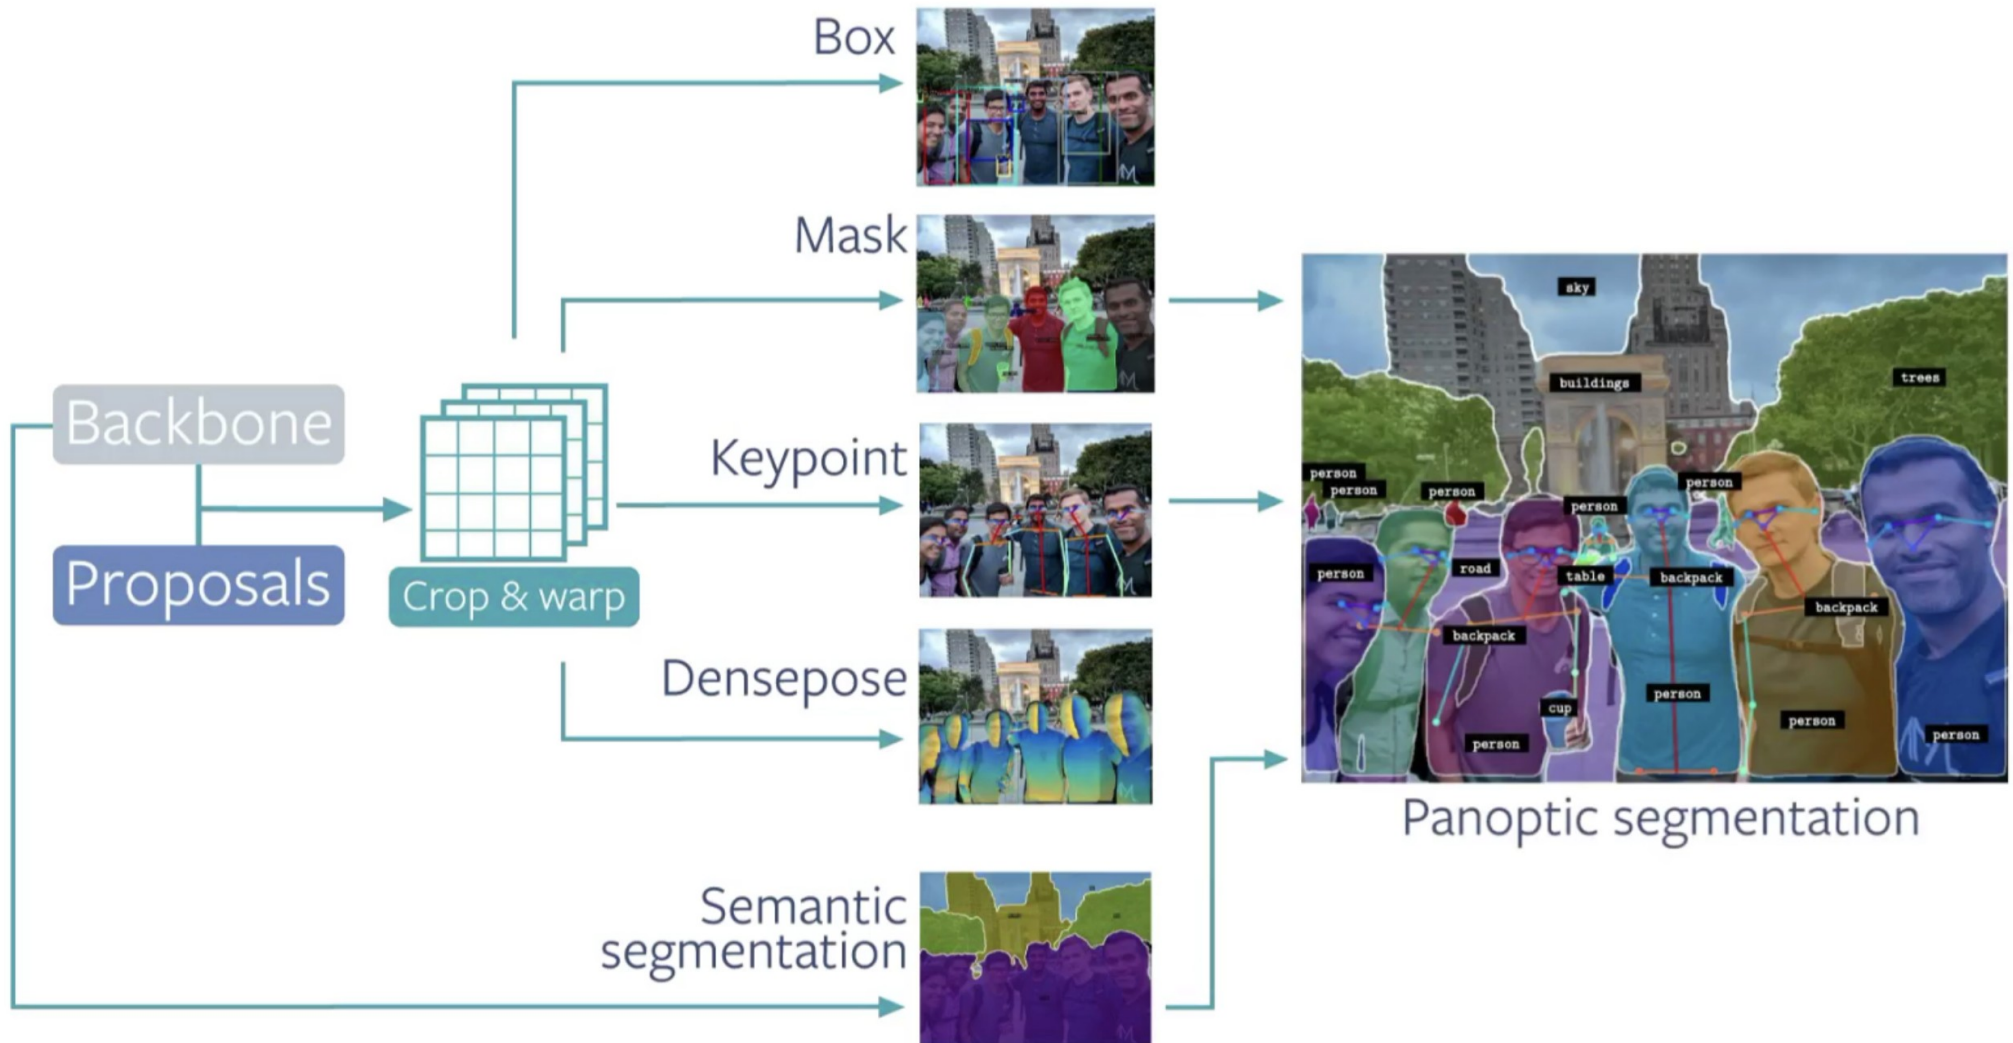 Box
Mask
Backbone
Keypoint
Proposals
Crop & warp
Densepose
Semantic
segmentation
sky
buildings
trees
person
person
person
person
person
person
road
table
backpack
backpack
backpack
cup
person
person
person
person
Panoptic segmentation